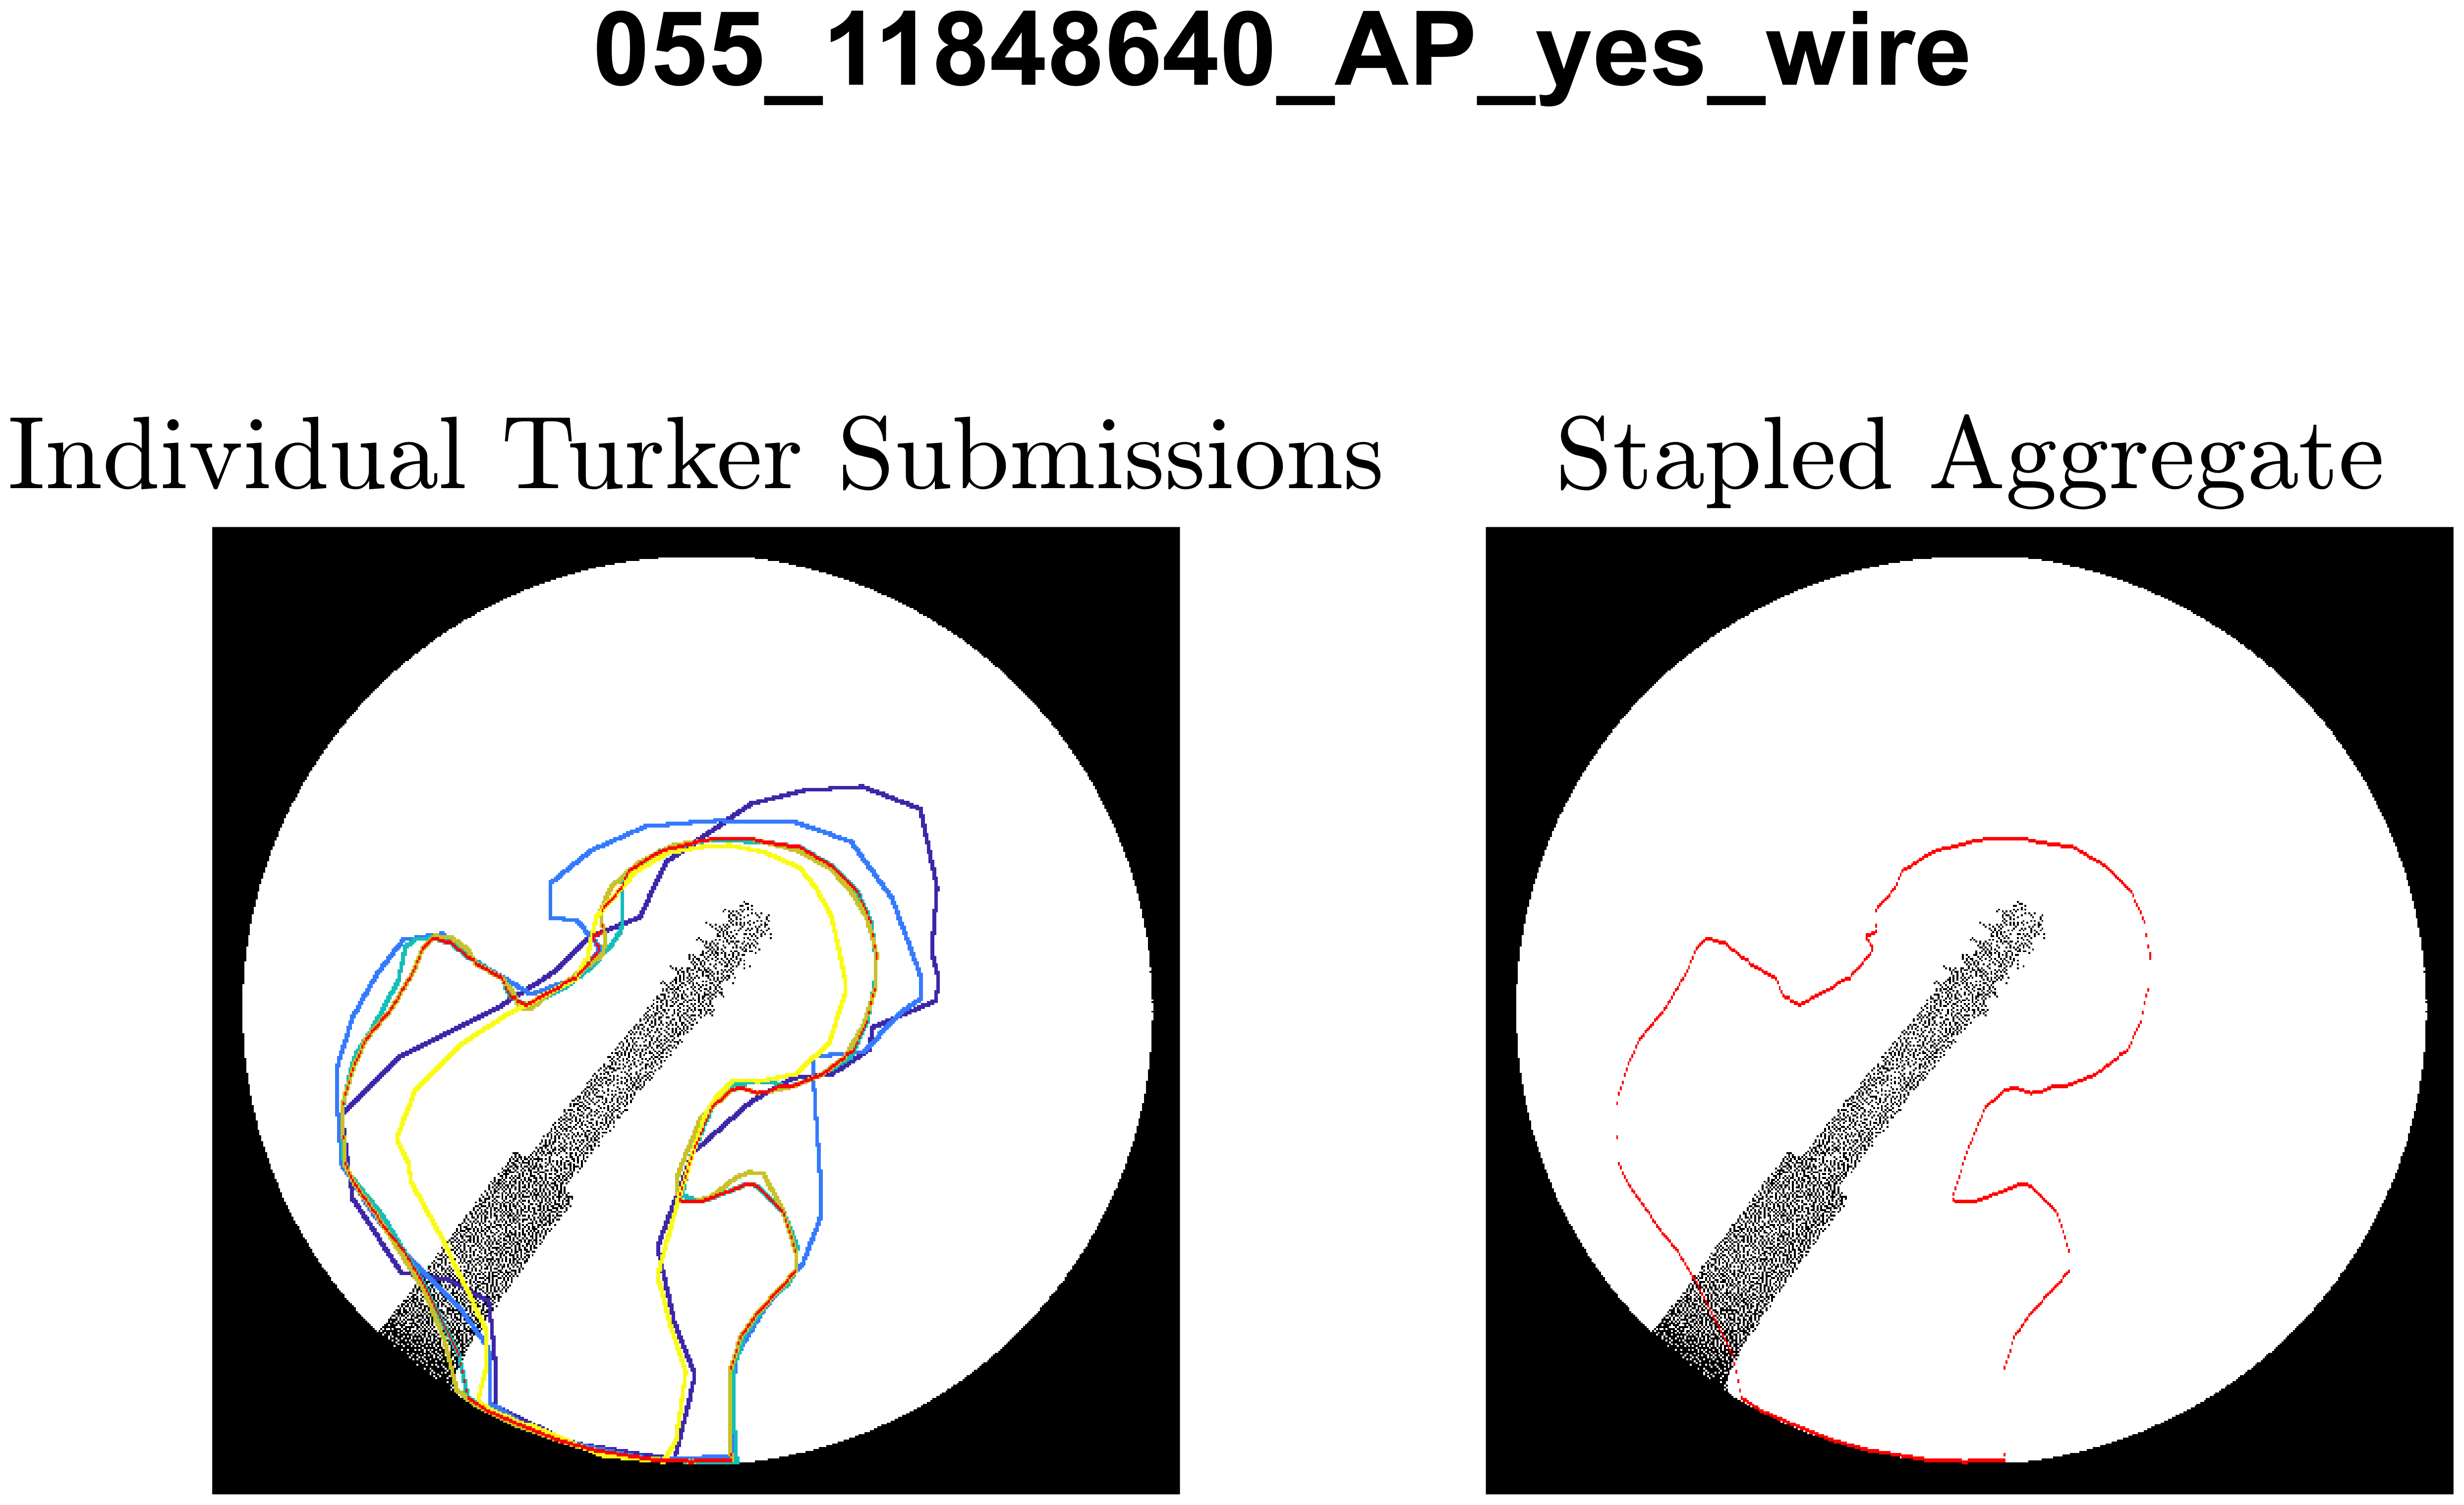 055_11848640_AP_yes_wire
Individual Turker Submissions
Stapled Aggregate